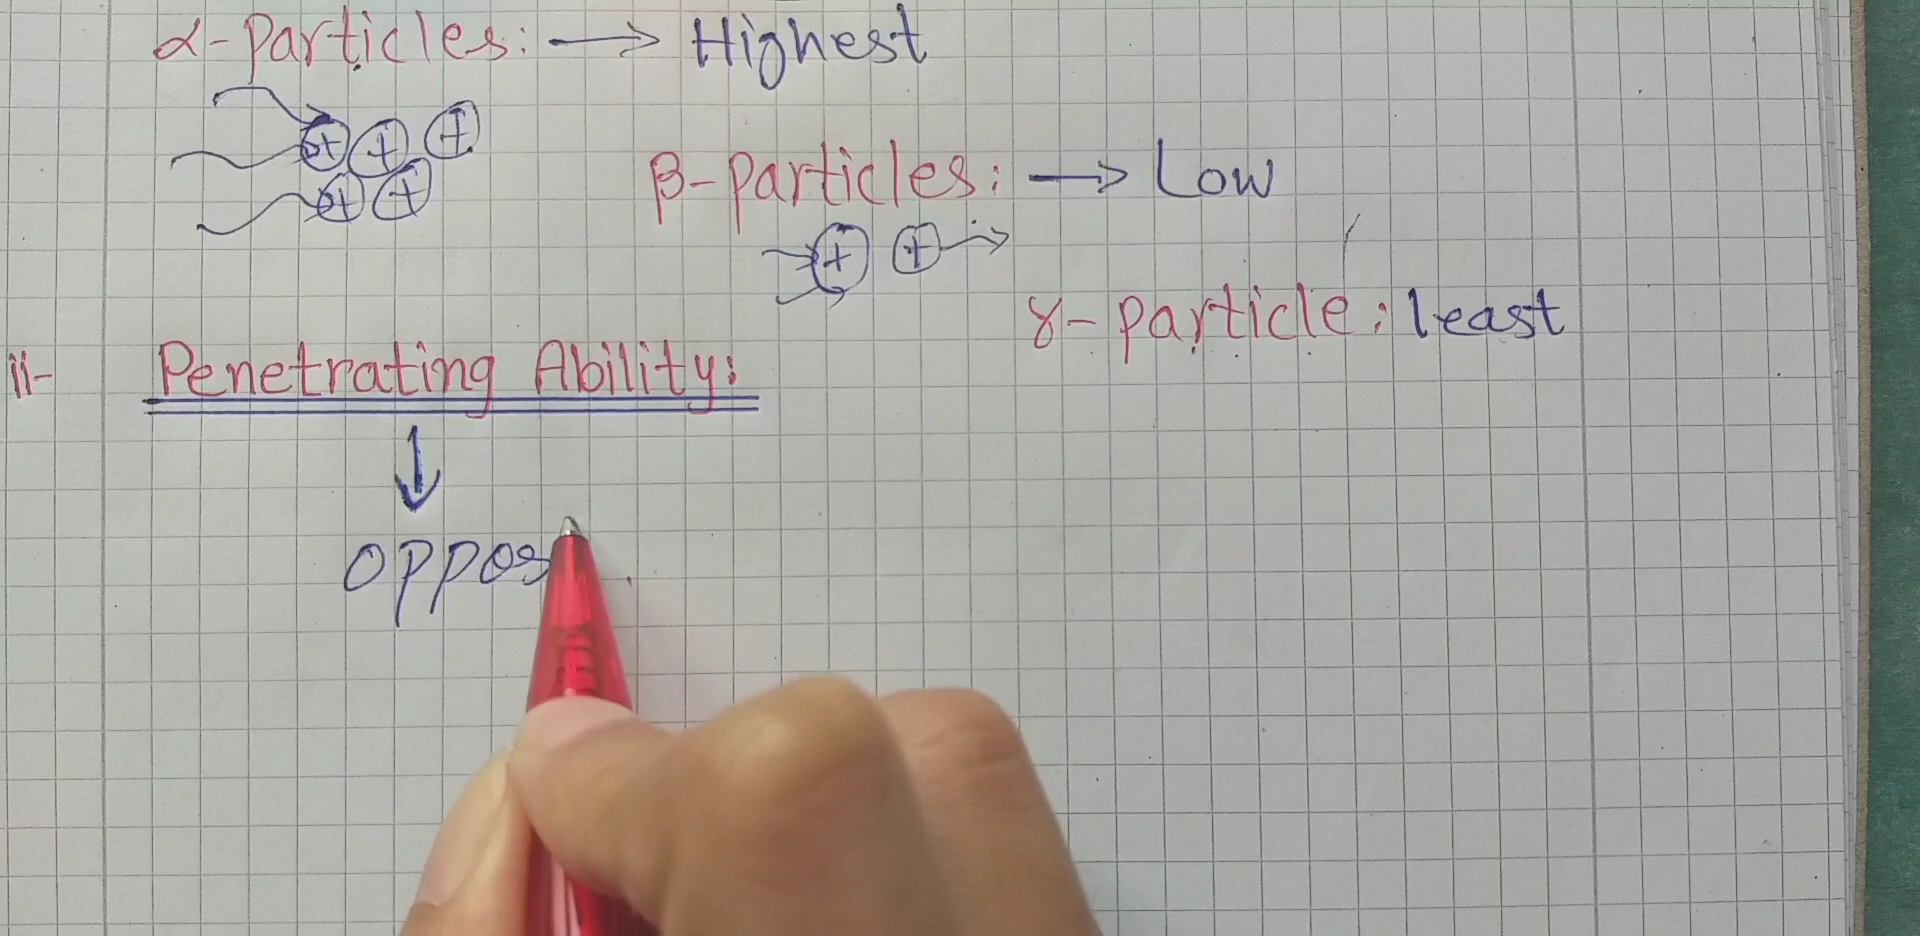 α-Particles: → Highest
β-Particles: → Low
γ-Particle: least
ii- Penetrating Ability:
↓
oppos